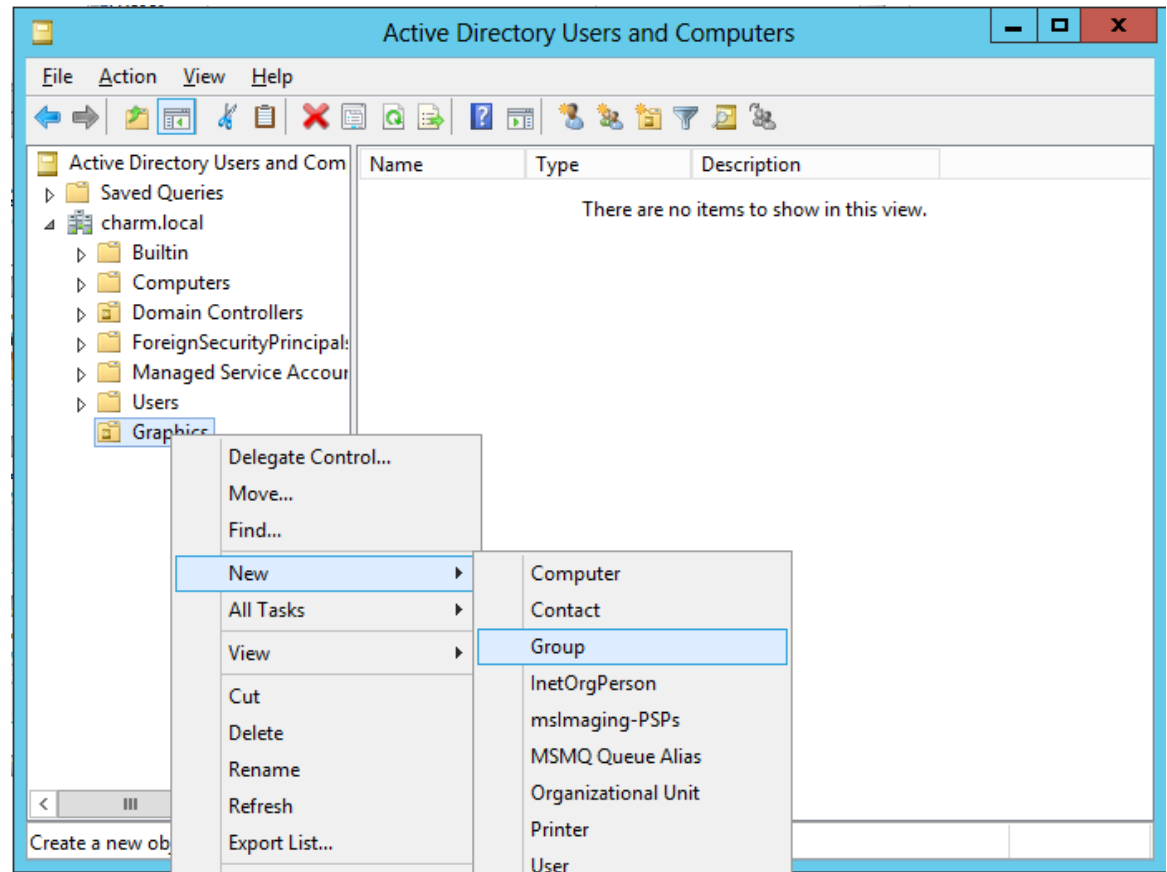 Active Directory Users and Computers
File Action View Help
Active Directory Users and Com
Name Type Description
Saved Queries
There are no items to show in this view.
charm.local
Builtin
Computers
Domain Controllers
ForeignSecurityPrincipals
Managed Service Accour
Users
Graphics
Delegate Control...
Move...
Find...
New
Computer
All Tasks
Contact
View
Group
Cut
InetOrgPerson
Delete
msImaging-PSPs
Rename
MSMQ Queue Alias
Refresh
Organizational Unit
Export List...
Printer
Create a new ob
User